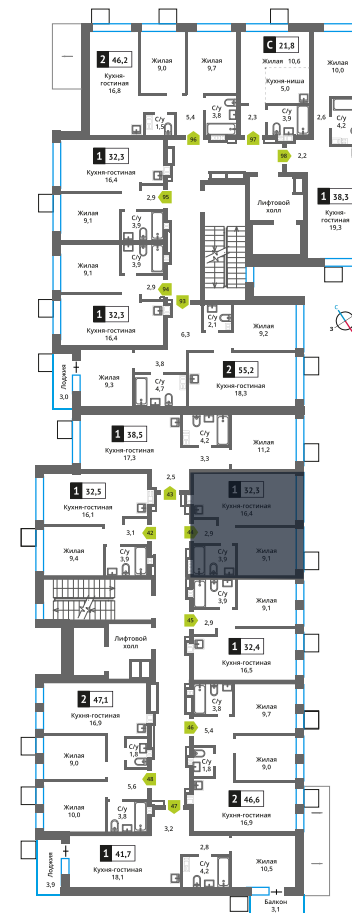 2 46,2
Кухня-
гостиная
16,8
Жилая
9,0
Жилая
9,7
С 21,8
Жилая 10,6
Кухня-ниша
5,0
Жилая
10,0
С/у
1,5
5,4
С/у
3,8
2,3
С/у
3,9
2,6
С/у
4,2
96
97
98
2,2
1 32,3
Кухня-гостиная
16,4
2,9
95
Жилая
9,1
С/у
3,9
Лифтовой
холл
1 38,3
Кухня-
гостиная
19,3
Жилая
9,1
С/у
3,9
2,9
94
93
1 32,3
Кухня-гостиная
16,4
С/у
2,1
6,3
Жилая
9,2
С
З
Лоджия
3,0
Жилая
9,3
3,8
С/у
4,7
2 55,2
Кухня-гостиная
18,3
1 38,5
Кухня-гостиная
17,3
С/у
4,2
3,3
Жилая
11,2
2,5
43
1 32,5
Кухня-гостиная
16,1
1 32,3
Кухня-гостиная
16,4
3,1
42
2,9
Жилая
9,4
С/у
3,9
С/у
3,9
Жилая
9,1
С/у
3,9
Жилая
9,1
45
2,9
Лифтовой
холл
1 32,4
Кухня-гостиная
16,5
2 47,1
Кухня-гостиная
16,9
С/у
3,8
Жилая
9,7
46
5,4
Жилая
9,0
С/у
1,8
С/у
1,8
Жилая
9,0
48
5,6
Жилая
10,0
С/у
3,8
47
2 46,6
Кухня-гостиная
16,9
3,2
Лоджия
3,9
1 41,7
Кухня-гостиная
18,1
2,8
С/у
4,2
Жилая
10,5
Балкон
3,1